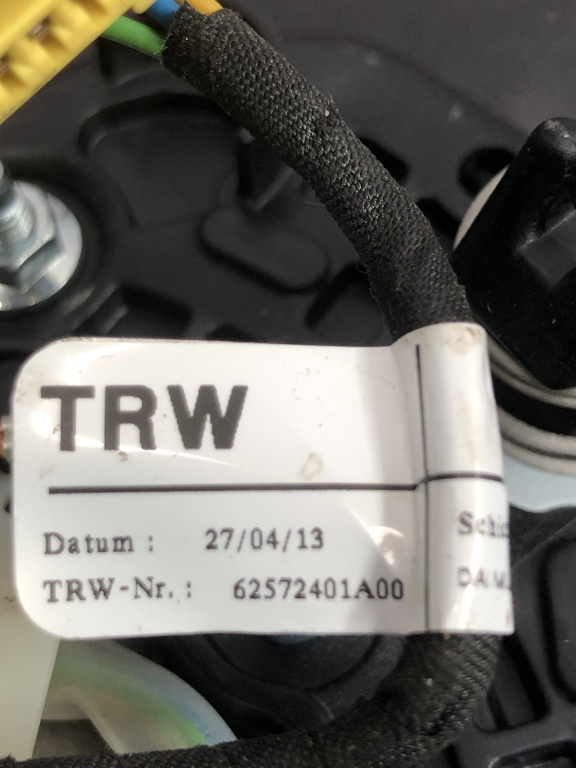 TRW
Datum : 27/04/13
TRW-Nr. : 62572401A00